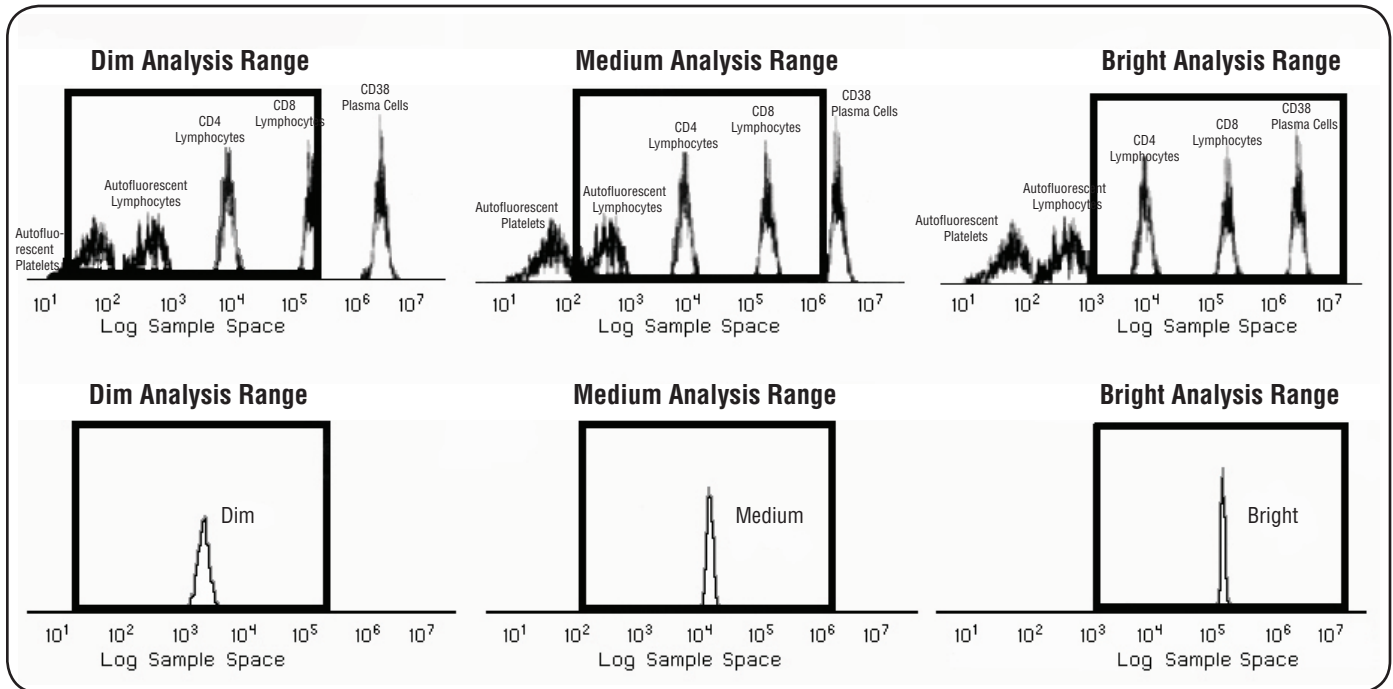 Dim Analysis Range
CD38
Plasma Cells
CD8
Lymphocytes
CD4
Lymphocytes
Autofluorescent
Lymphocytes
Autofluo-
rescent
Platelets
10¹ 10² 10³ 10⁴ 10⁵ 10⁶ 10⁷
Log Sample Space
Medium Analysis Range
CD38
Plasma Cells
CD8
Lymphocytes
CD4
Lymphocytes
Autofluorescent
Lymphocytes
Autofluorescent
Platelets
10¹ 10² 10³ 10⁴ 10⁵ 10⁶ 10⁷
Log Sample Space
Bright Analysis Range
CD38
Plasma Cells
CD8
Lymphocytes
CD4
Lymphocytes
Autofluorescent
Lymphocytes
Autofluorescent
Platelets
10¹ 10² 10³ 10⁴ 10⁵ 10⁶ 10⁷
Log Sample Space
Dim Analysis Range
Dim
10¹ 10² 10³ 10⁴ 10⁵ 10⁶ 10⁷
Log Sample Space
Medium Analysis Range
Medium
10¹ 10² 10³ 10⁴ 10⁵ 10⁶ 10⁷
Log Sample Space
Bright Analysis Range
Bright
10¹ 10² 10³ 10⁴ 10⁵ 10⁶ 10⁷
Log Sample Space